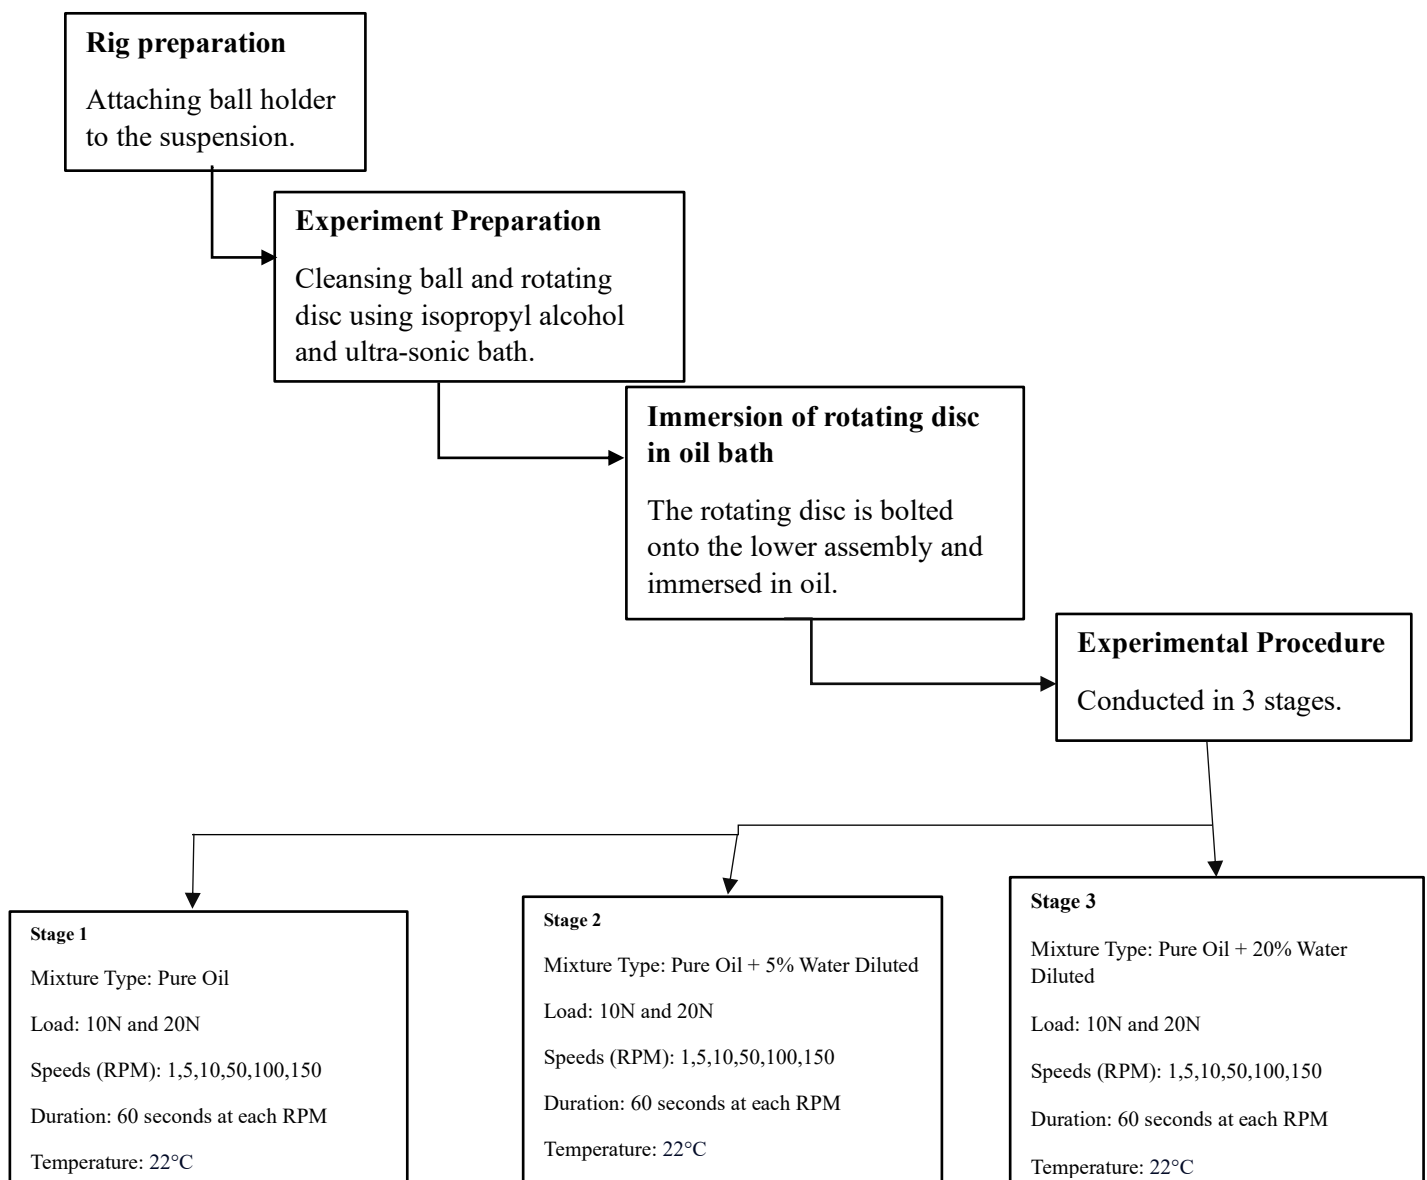 Rig preparation
Attaching ball holder
to the suspension.
Experiment Preparation
Cleansing ball and rotating
disc using isopropyl alcohol
and ultra-sonic bath.
Immersion of rotating disc
in oil bath
The rotating disc is bolted
onto the lower assembly and
immersed in oil.
Experimental Procedure
Conducted in 3 stages.
Stage 1
Mixture Type: Pure Oil
Load: 10N and 20N
Speeds (RPM): 1,5,10,50,100,150
Duration: 60 seconds at each RPM
Temperature: 22°C
Stage 2
Mixture Type: Pure Oil + 5% Water Diluted
Load: 10N and 20N
Speeds (RPM): 1,5,10,50,100,150
Duration: 60 seconds at each RPM
Temperature: 22°C
Stage 3
Mixture Type: Pure Oil + 20% Water
Diluted
Load: 10N and 20N
Speeds (RPM): 1,5,10,50,100,150
Duration: 60 seconds at each RPM
Temperature: 22°C